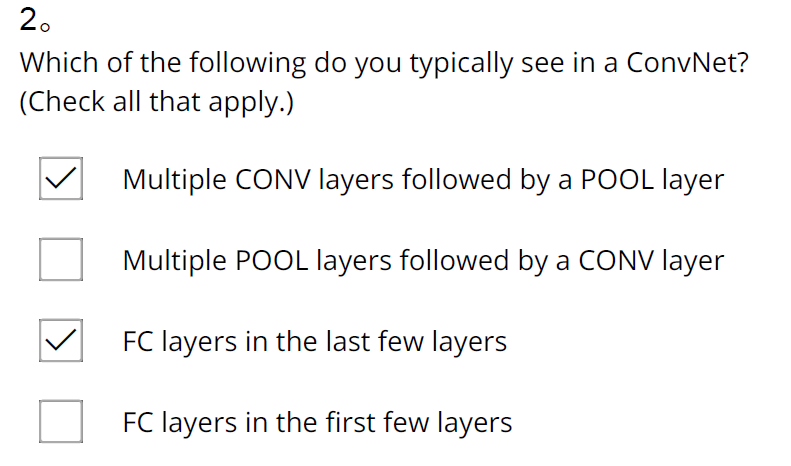 2。
Which of the following do you typically see in a ConvNet?
(Check all that apply.)
Multiple CONV layers followed by a POOL layer
Multiple POOL layers followed by a CONV layer
FC layers in the last few layers
FC layers in the first few layers